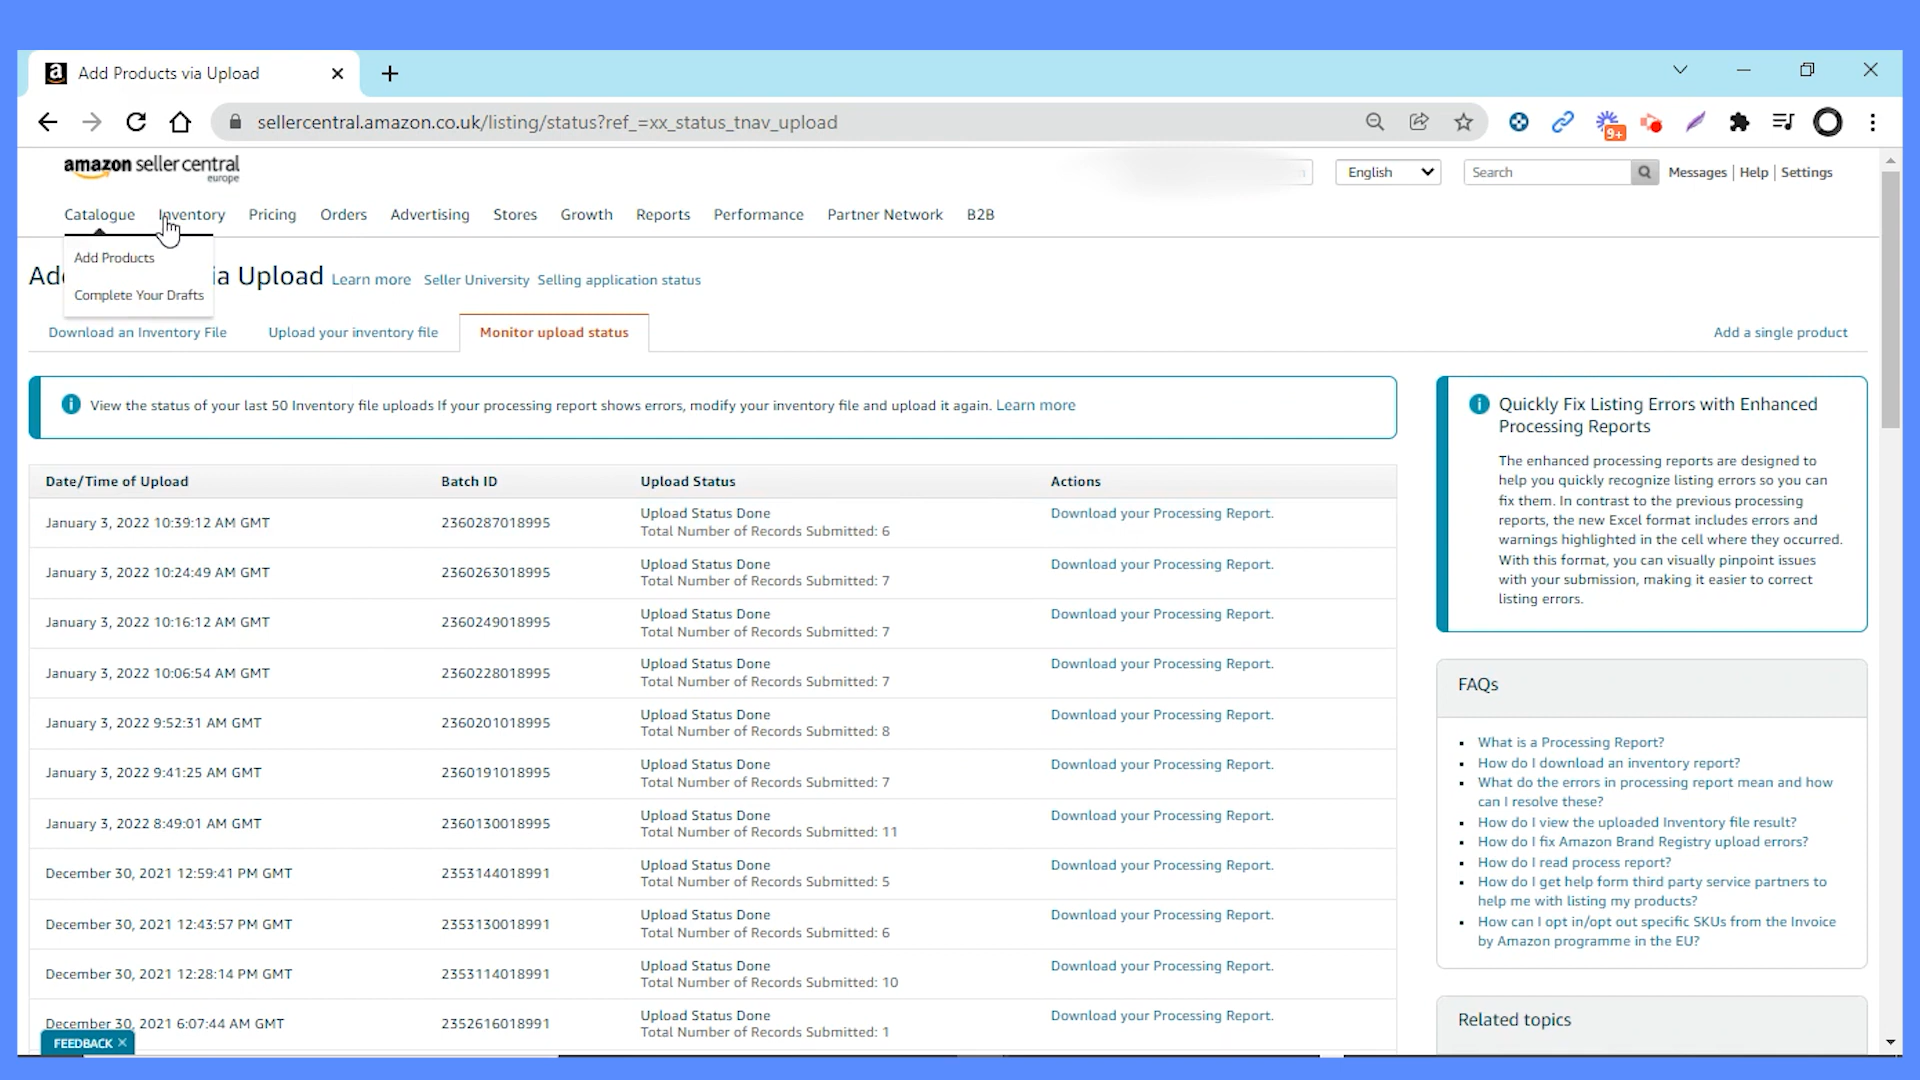 Add Products via Upload
sellercentral.amazon.co.uk/listing/status?ref_=xx_status_tnav_upload
9+
amazon seller central
europe
English
Search
Messages | Help | Settings
Catalogue Inventory Pricing Orders Advertising Stores Growth Reports Performance Partner Network B2B
Add Products
Complete Your Drafts
Ad ia Upload Learn more Seller University Selling application status
Download an Inventory File Upload your inventory file Monitor upload status Add a single product
View the status of your last 50 Inventory file uploads If your processing report shows errors, modify your inventory file and upload it again. Learn more
Date/Time of Upload Batch ID Upload Status Actions
January 3, 2022 10:39:12 AM GMT 2360287018995 Upload Status Done Download your Processing Report.
Total Number of Records Submitted: 6
January 3, 2022 10:24:49 AM GMT 2360263018995 Upload Status Done Download your Processing Report.
Total Number of Records Submitted: 7
January 3, 2022 10:16:12 AM GMT 2360249018995 Upload Status Done Download your Processing Report.
Total Number of Records Submitted: 7
January 3, 2022 10:06:54 AM GMT 2360228018995 Upload Status Done Download your Processing Report.
Total Number of Records Submitted: 7
January 3, 2022 9:52:31 AM GMT 2360201018995 Upload Status Done Download your Processing Report.
Total Number of Records Submitted: 8
January 3, 2022 9:41:25 AM GMT 2360191018995 Upload Status Done Download your Processing Report.
Total Number of Records Submitted: 7
January 3, 2022 8:49:01 AM GMT 2360130018995 Upload Status Done Download your Processing Report.
Total Number of Records Submitted: 11
December 30, 2021 12:59:41 PM GMT 2353144018991 Upload Status Done Download your Processing Report.
Total Number of Records Submitted: 5
December 30, 2021 12:43:57 PM GMT 2353130018991 Upload Status Done Download your Processing Report.
Total Number of Records Submitted: 6
December 30, 2021 12:28:14 PM GMT 2353114018991 Upload Status Done Download your Processing Report.
Total Number of Records Submitted: 10
December 30, 2021 6:07:44 AM GMT 2352616018991 Upload Status Done Download your Processing Report.
Total Number of Records Submitted: 1
FEEDBACK
Quickly Fix Listing Errors with Enhanced
Processing Reports
The enhanced processing reports are designed to
help you quickly recognize listing errors so you can
fix them. In contrast to the previous processing
reports, the new Excel format includes errors and
warnings highlighted in the cell where they occurred.
With this format, you can visually pinpoint issues
with your submission, making it easier to correct
listing errors.
FAQs
What is a Processing Report?
How do I download an inventory report?
What do the errors in processing report mean and how
can I resolve these?
How do I view the uploaded Inventory file result?
How do I fix Amazon Brand Registry upload errors?
How do I read process report?
How do I get help form third party service partners to
help me with listing my products?
How can I opt in/opt out specific SKUs from the Invoice
by Amazon programme in the EU?
Related topics